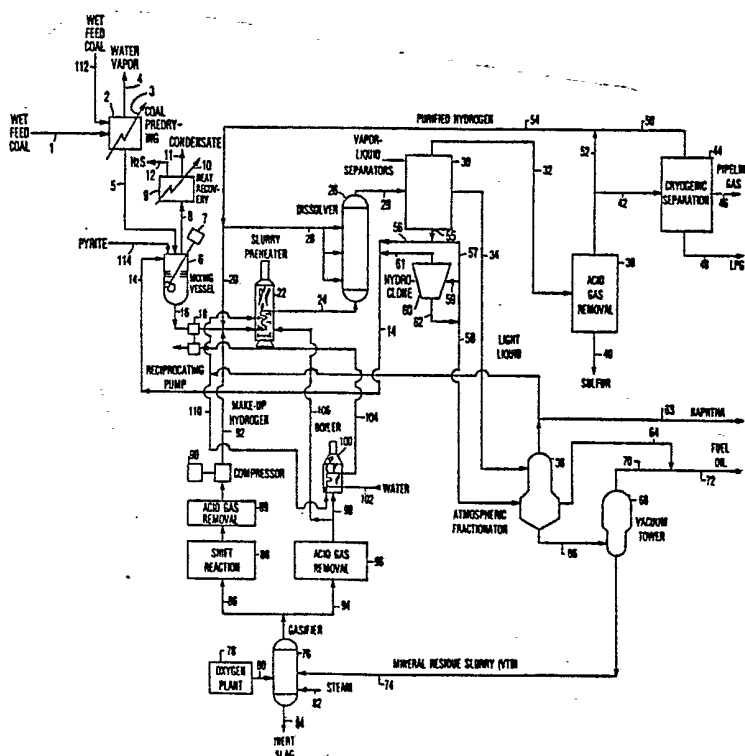 WET
FEED
COAL
112
WATER
VAPOR
4
2
3
COAL
PREDRY-
ING
WET
FEED
COAL
1
CONDENSATE
11
H2S
12
10
9
HEAT
RECOV-
ERY
5
8
7
PYRITE
114
14
6
MIXING
VESSEL
16
18
SLURRY
PREHEATER
22
20
24
DISSOLVER
26
28
29
VAPOR-
LIQUID
SEPARATORS
30
PURIFIED HYDROGEN
54
50
52
32
44
CRYOGENIC
SEPARATION
PIPELINE
GAS
46
42
48
LPG
38
ACID
GAS
REMOVAL
40
SULFUR
55
56
57
61
HYDRO-
CLONE
59
60
62
58
14
34
LIGHT
LIQUID
RECIPROCATING
PUMP
110
MAKE-UP
HYDROGEN
92
106
104
BOILER
100
WATER
102
98
90
COMPRESSOR
ACID GAS
REMOVAL
89
SHIFT
REACTION
88
ACID GAS
REMOVAL
96
86
94
36
ATMOSPHERIC
FRACTIONATOR
66
63
NAPHTHA
64
70
FUEL
OIL
72
68
VACUUM
TOWER
GASIFIER
76
78
OXYGEN
PLANT
80
STEAM
82
MINERAL RESIDUE SLURRY (VTB)
74
84
INERT
SLAG